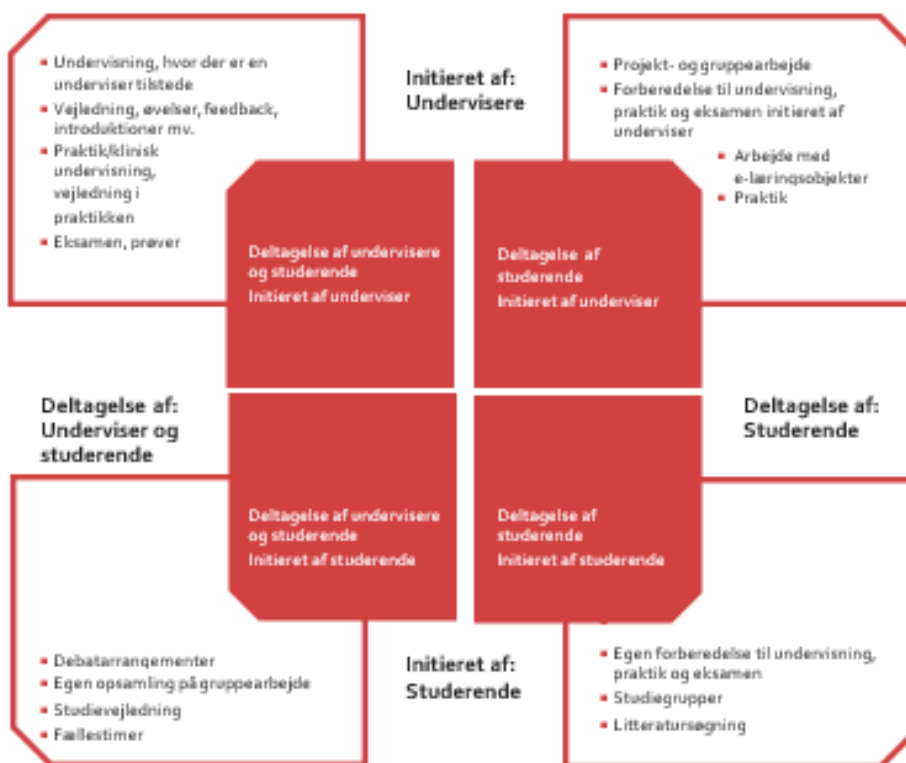 Undervisning, hvor der er en
underviser tilstede
Vejledning, øvelser, feedback,
introduktioner mv.
Praktik/klinisk
undervisning,
vejledning i
praktikken
Eksamen, prøver
Initieret af:
Undervisere
Projekt- og gruppearbejde
Forberedelse til undervisning,
praktik og eksamen initieret af
underviser
Arbejde med
e-læringsobjekter
Praktik
Deltagelse af undervisere
og studerende
Initieret af underviser
Deltagelse af
studerende
Initieret af underviser
Deltagelse af:
Underviser og
studerende
Deltagelse af:
Studerende
Deltagelse af undervisere
og studerende
Initieret af studerende
Deltagelse af
studerende
Initieret af studerende
Debatarrangementer
Egen opsamling på gruppearbejde
Studievejledning
Fællestimer
Initieret af:
Studerende
Egen forberedelse til undervisning,
praktik og eksamen
Studiegrupper
Litteratursøgning